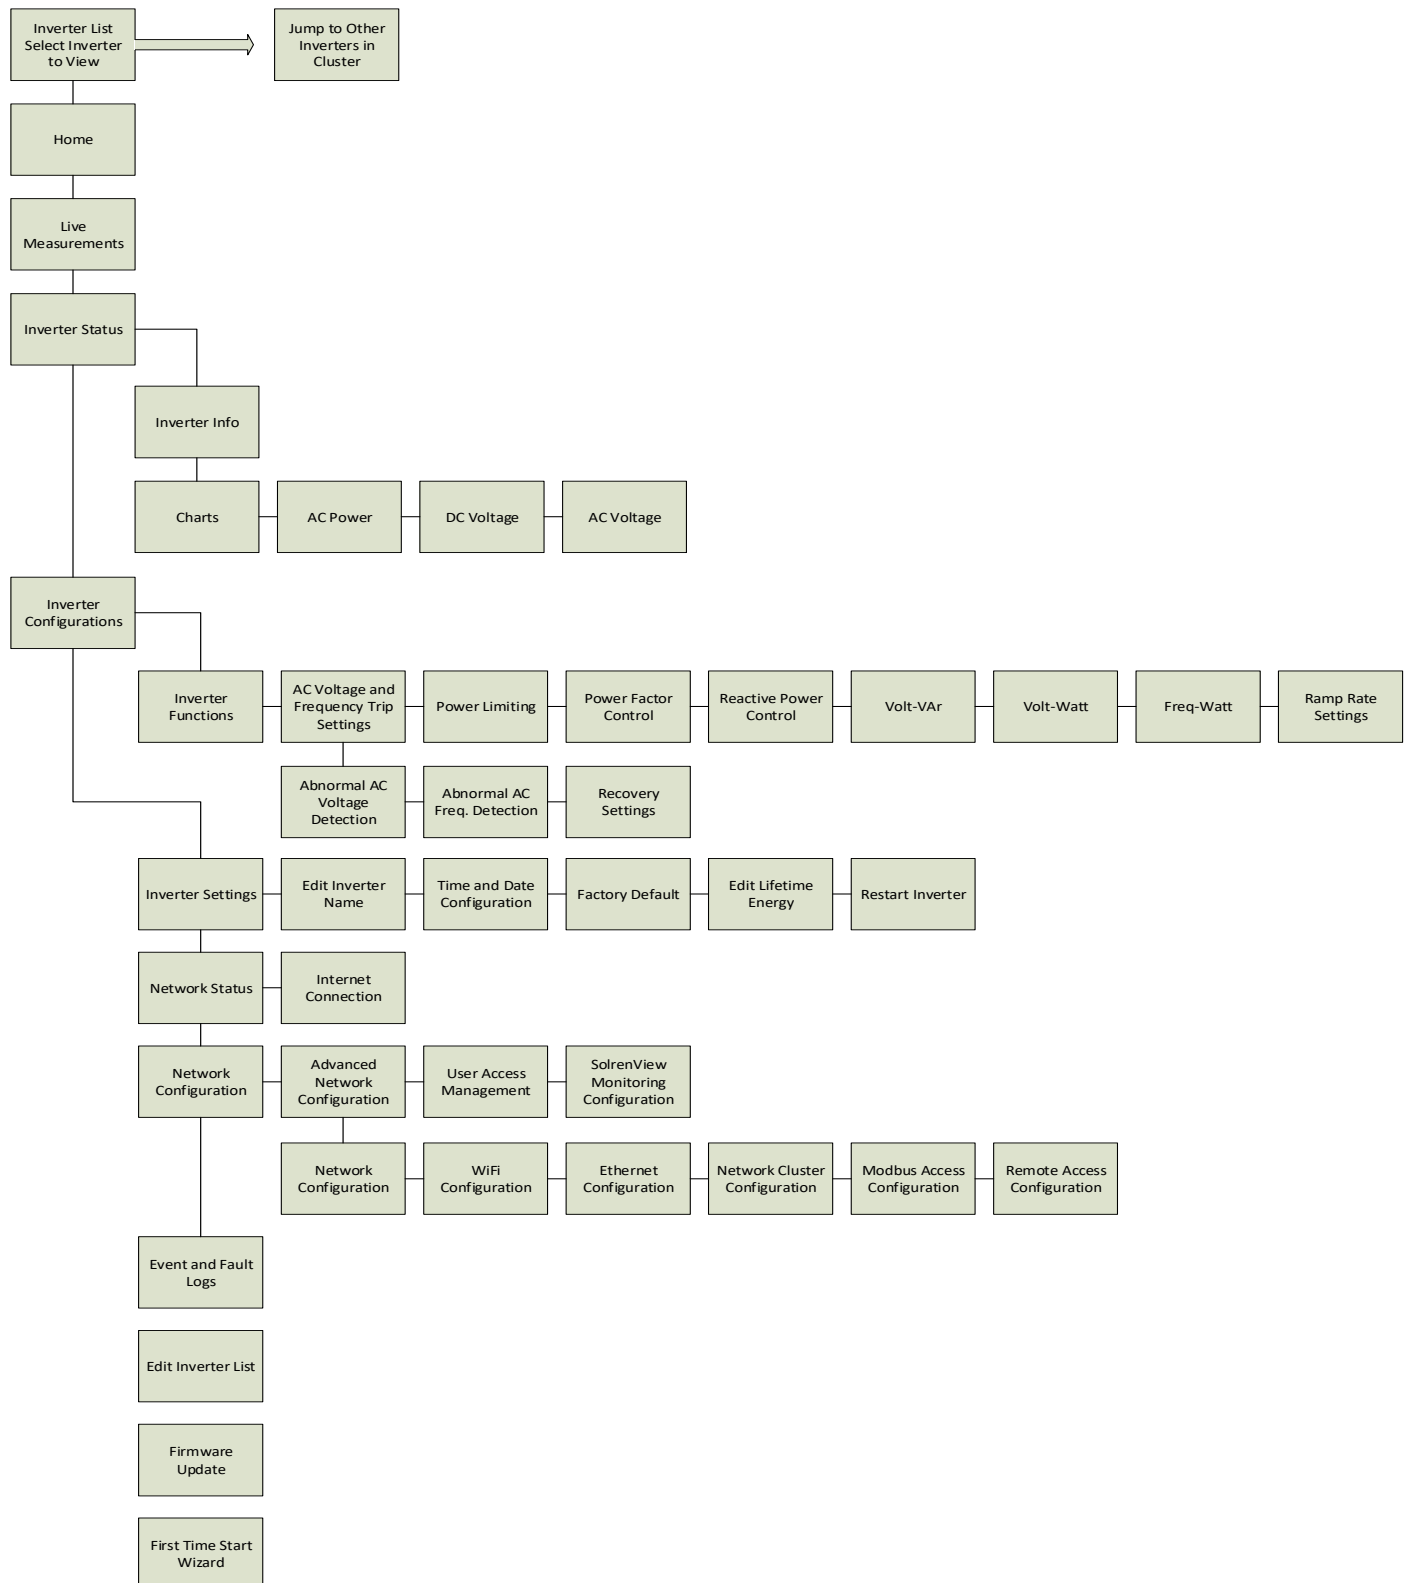 Inverter List
Select Inverter
to View
Jump to Other
Inverters in
Cluster
Home
Live
Measurements
Inverter Status
Inverter Info
Charts
AC Power
DC Voltage
AC Voltage
Inverter
Configurations
Inverter
Functions
AC Voltage and
Frequency Trip
Settings
Power Limiting
Power Factor
Control
Reactive Power
Control
Volt-VAr
Volt-Watt
Freq-Watt
Ramp Rate
Settings
Abnormal AC
Voltage
Detection
Abnormal AC
Freq. Detection
Recovery
Settings
Inverter Settings
Edit Inverter
Name
Time and Date
Configuration
Factory Default
Edit Lifetime
Energy
Restart Inverter
Network Status
Internet
Connection
Network
Configuration
Advanced
Network
Configuration
User Access
Management
SolrenView
Monitoring
Configuration
Network
Configuration
WiFi
Configuration
Ethernet
Configuration
Network Cluster
Configuration
Modbus Access
Configuration
Remote Access
Configuration
Event and Fault
Logs
Edit Inverter List
Firmware
Update
First Time Start
Wizard